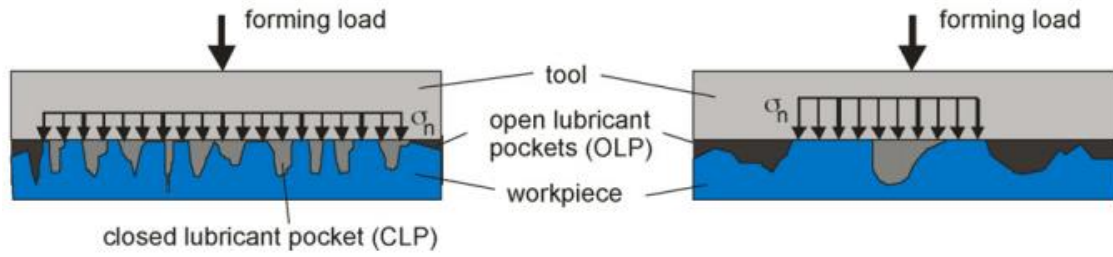 forming load
forming load
tool
σn
σn
open lubricant
pockets (OLP)
workpiece
closed lubricant pocket (CLP)